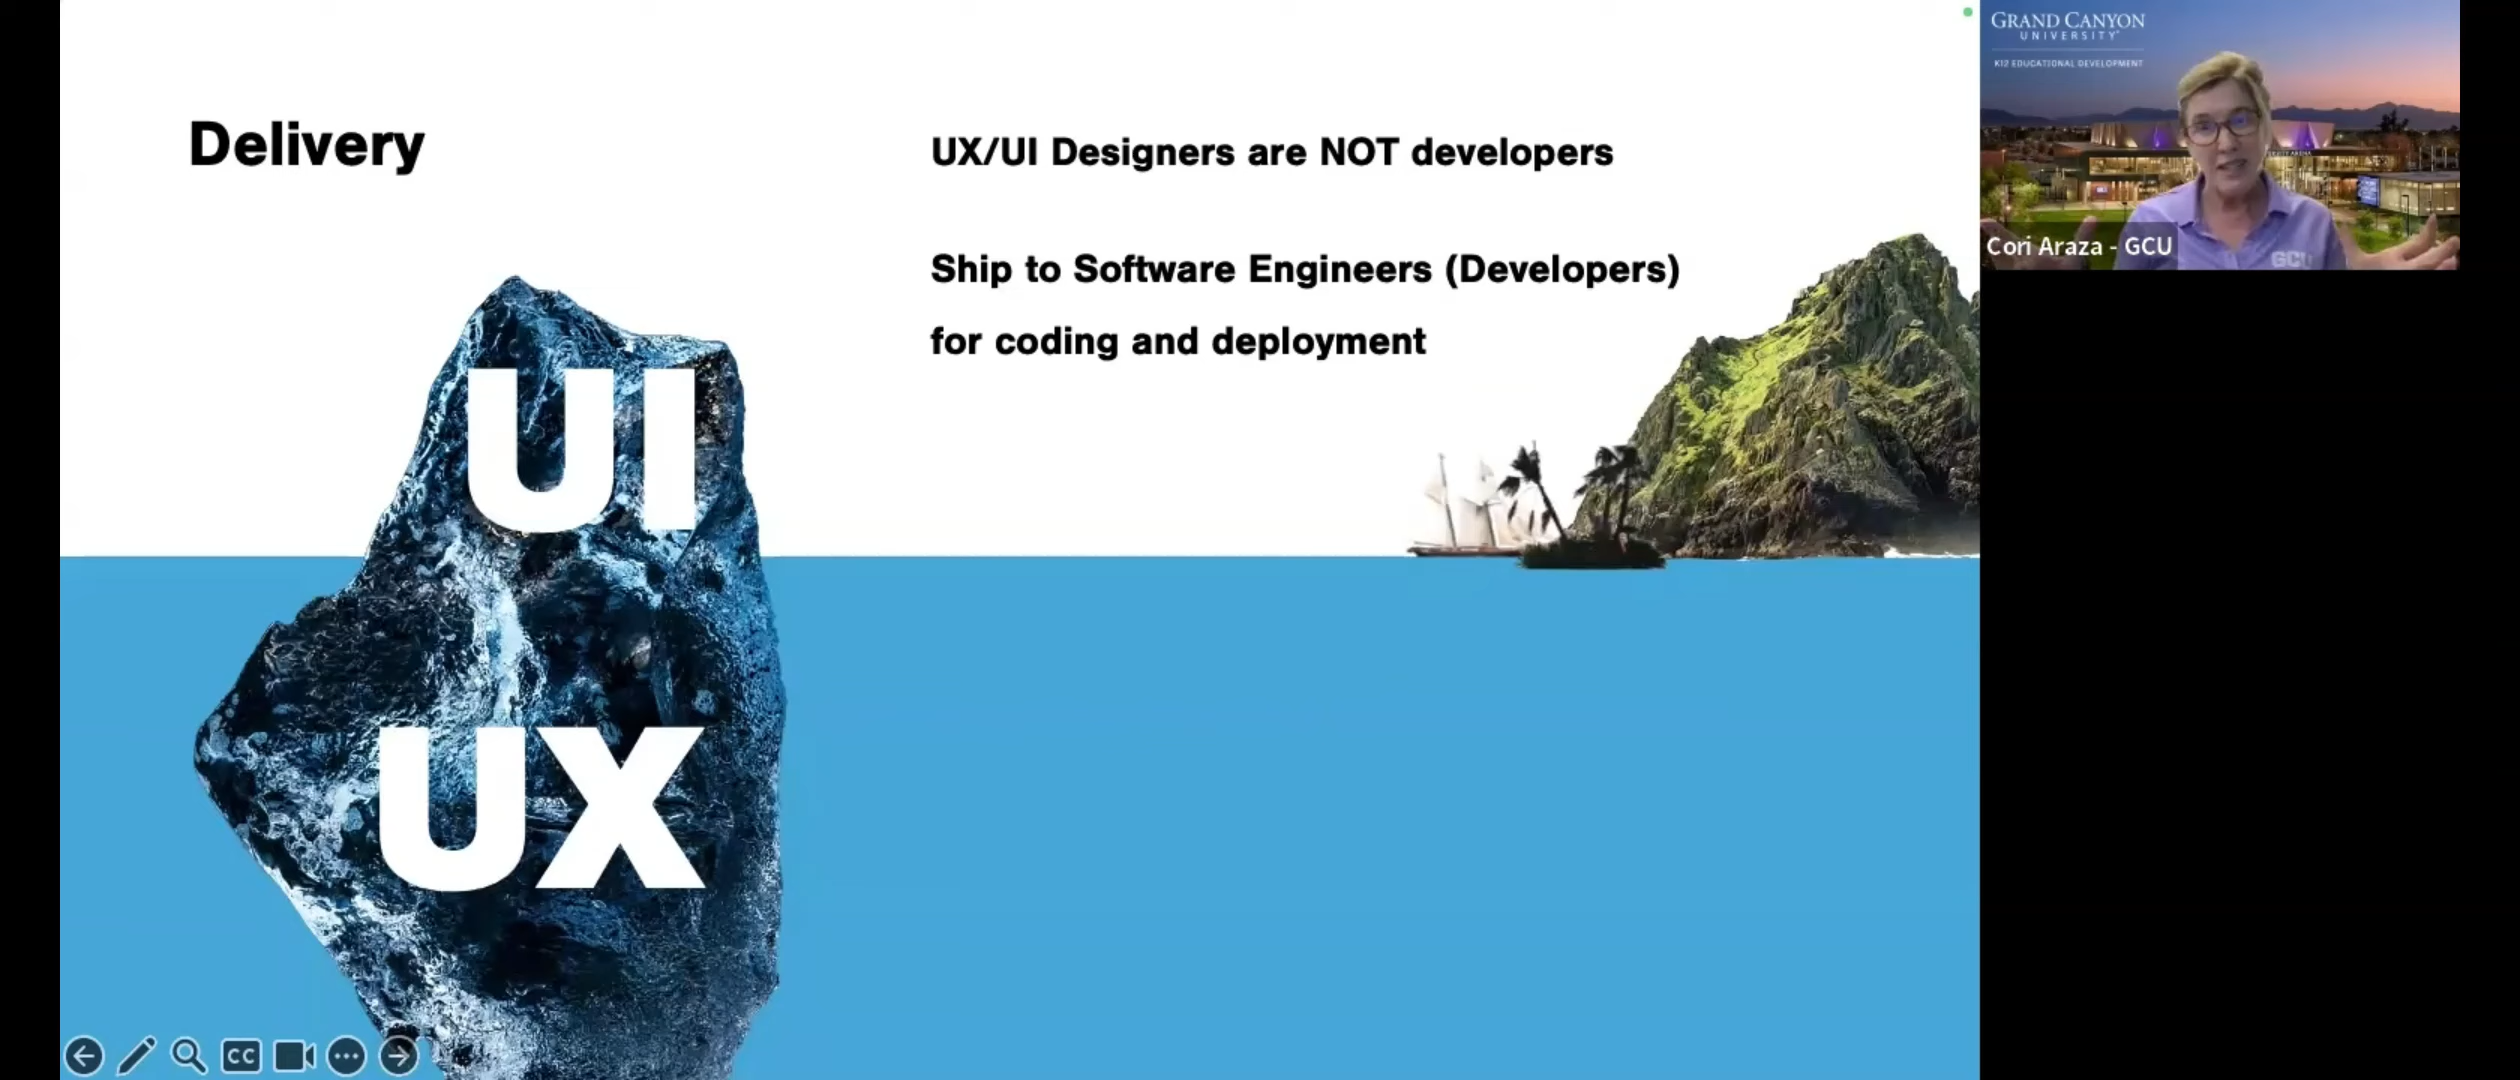 Delivery
UX/UI Designers are NOT developers
Ship to Software Engineers (Developers)
for coding and deployment
UI
UX
CC
GRAND CANYON
UNIVERSITY
K12 EDUCATIONAL DEVELOPMENT
Cori Araza - GCU
GCU